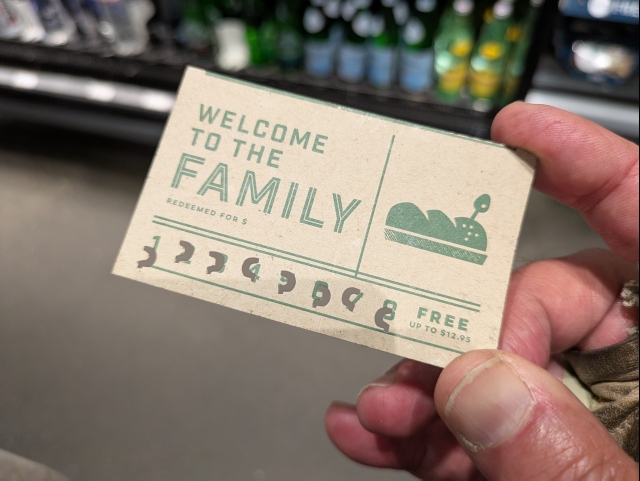 WELCOME
TO THE
FAMILY
REDEEMED FOR $
1 2 3 4 5 6 7 8
FREE
UP TO $12.95